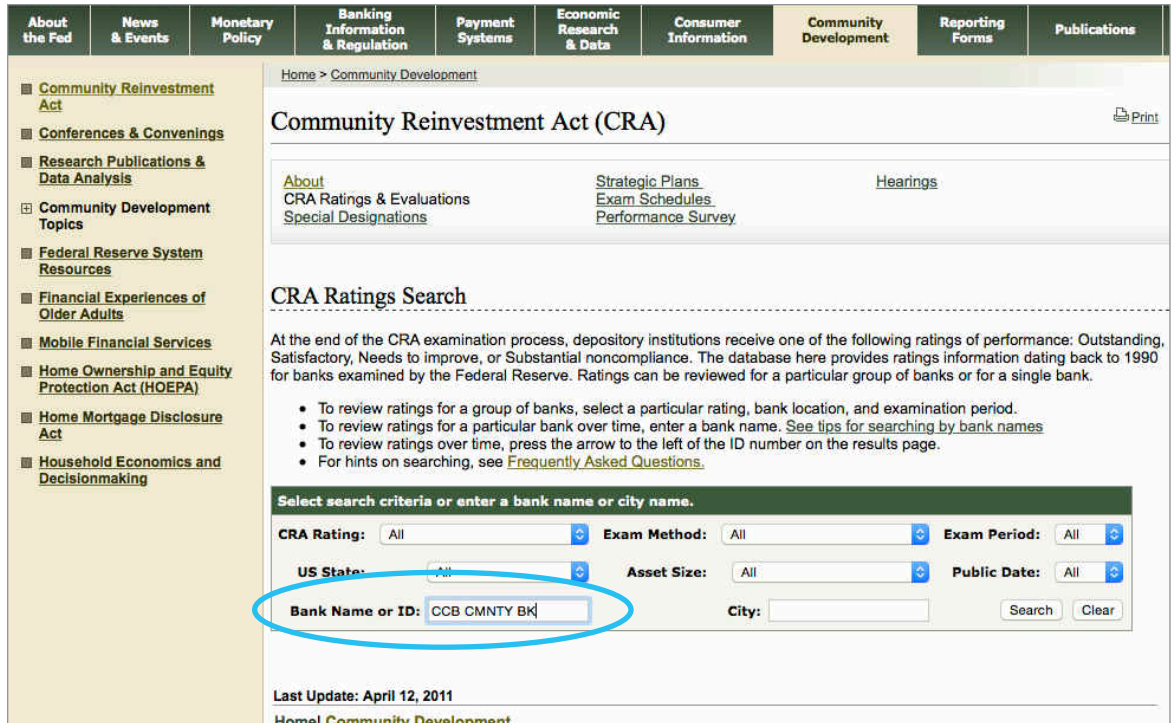 About the Fed
News & Events
Monetary Policy
Banking Information & Regulation
Payment Systems
Economic Research & Data
Consumer Information
Community Development
Reporting Forms
Publications
Community Reinvestment
Act
Conferences & Convenings
Research Publications &
Data Analysis
Community Development
Topics
Federal Reserve System
Resources
Financial Experiences of
Older Adults
Mobile Financial Services
Home Ownership and Equity
Protection Act (HOEPA)
Home Mortgage Disclosure
Act
Household Economics and
Decisionmaking
Home > Community Development
Community Reinvestment Act (CRA)
Print
About
CRA Ratings & Evaluations
Special Designations
Strategic Plans
Exam Schedules
Performance Survey
Hearings
CRA Ratings Search
At the end of the CRA examination process, depository institutions receive one of the following ratings of performance: Outstanding,
Satisfactory, Needs to improve, or Substantial noncompliance. The database here provides ratings information dating back to 1990
for banks examined by the Federal Reserve. Ratings can be reviewed for a particular group of banks or for a single bank.
• To review ratings for a group of banks, select a particular rating, bank location, and examination period.
• To review ratings for a particular bank over time, enter a bank name. See tips for searching by bank names
• To review ratings over time, press the arrow to the left of the ID number on the results page.
• For hints on searching, see Frequently Asked Questions.
Select search criteria or enter a bank name or city name.
CRA Rating: All Exam Method: All Exam Period: All
US State: All Asset Size: All Public Date: All
Bank Name or ID: CCB CMNTY BK City: Search Clear
Last Update: April 12, 2011
Home| Community Development